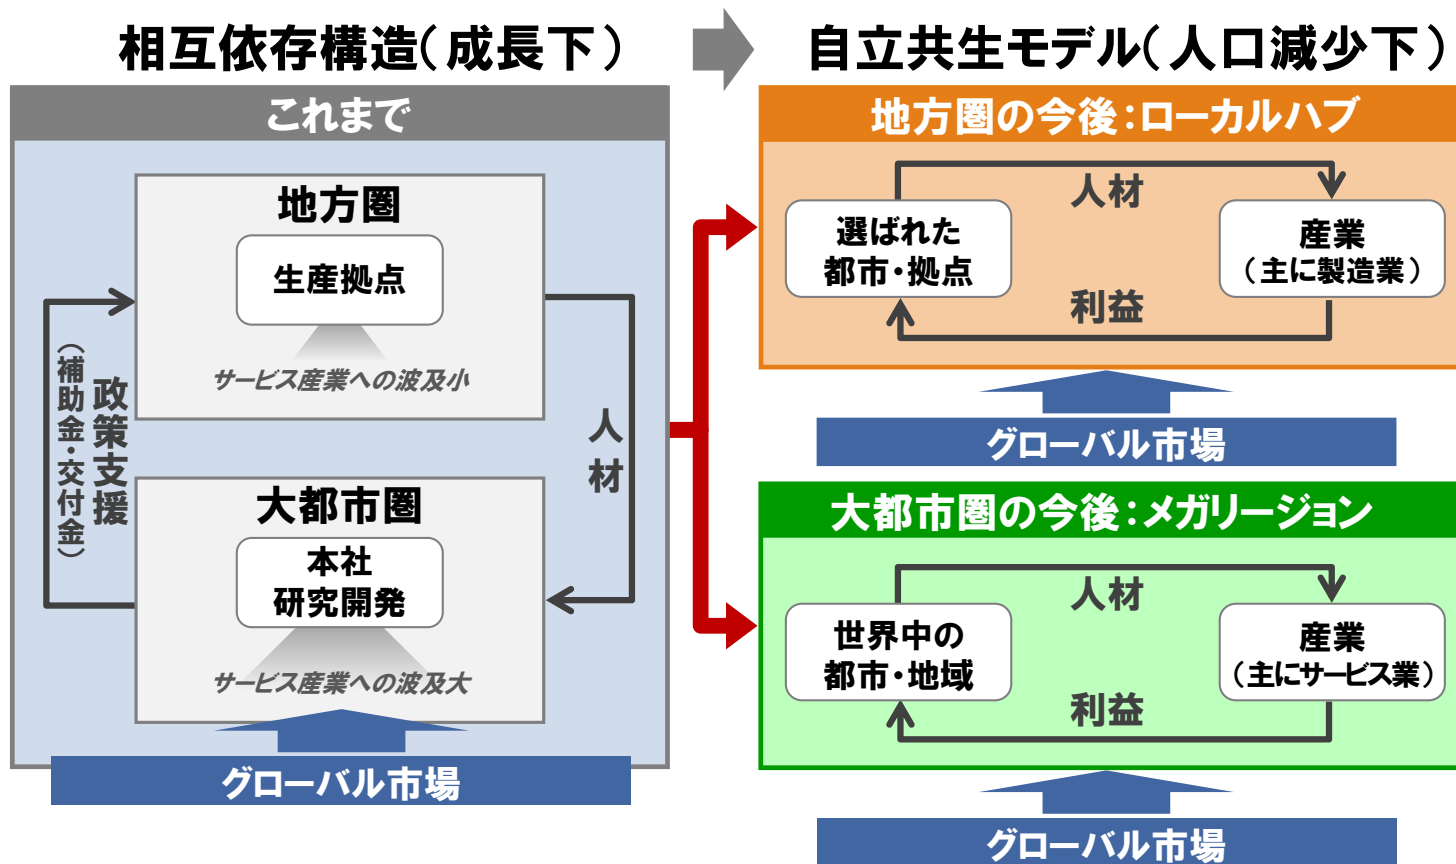 相互依存構造（成長下）
自立共生モデル（人口減少下）
これまで
地方圏
生産拠点
サービス産業への波及小
政策支援
（補助金・交付金）
人材
大都市圏
本社
研究開発
サービス産業への波及大
グローバル市場
地方圏の今後：ローカルハブ
人材
選ばれた
都市・拠点
産業
（主に製造業）
利益
グローバル市場
大都市圏の今後：メガリージョン
人材
世界中の
都市・地域
産業
（主にサービス業）
利益
グローバル市場